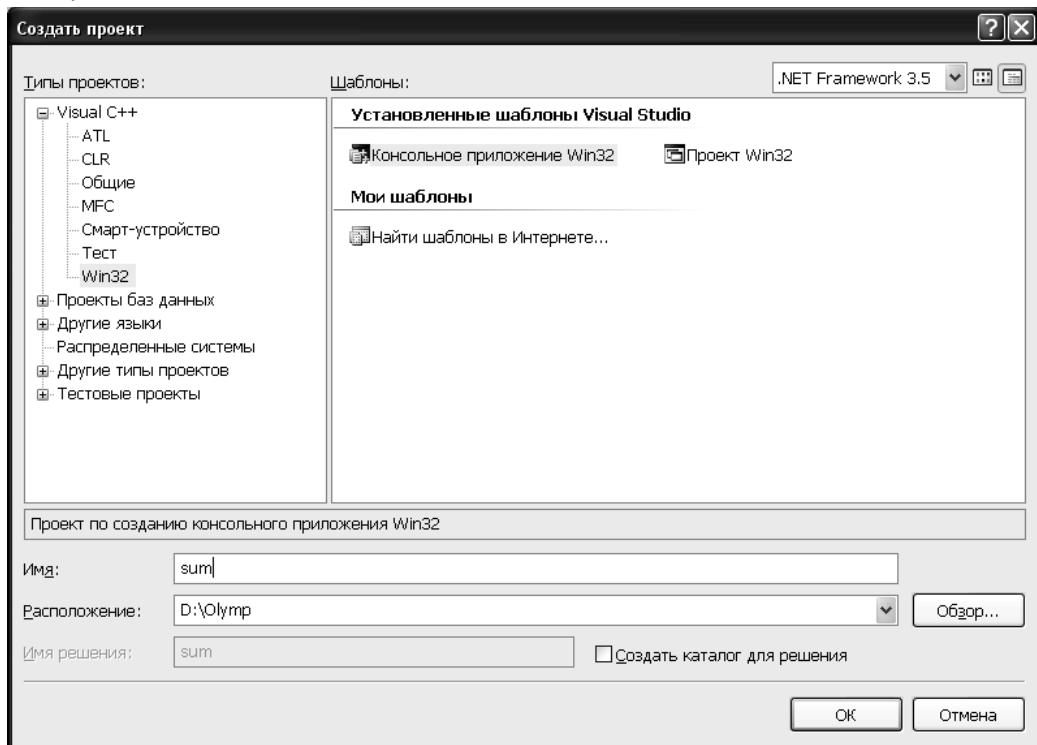 Создать проект
Типы проектов:
Шаблоны:
.NET Framework 3.5
Visual C++
ATL
CLR
Общие
MFC
Смарт-устройство
Тест
Win32
Проекты баз данных
Другие языки
Распределенные системы
Другие типы проектов
Тестовые проекты
Установленные шаблоны Visual Studio
Консольное приложение Win32
Проект Win32
Мои шаблоны
Найти шаблоны в Интернете...
Проект по созданию консольного приложения Win32
Имя:
sum
Расположение:
D:\Olymp
Обзор...
Имя решения:
sum
Создать каталог для решения
ОК
Отмена